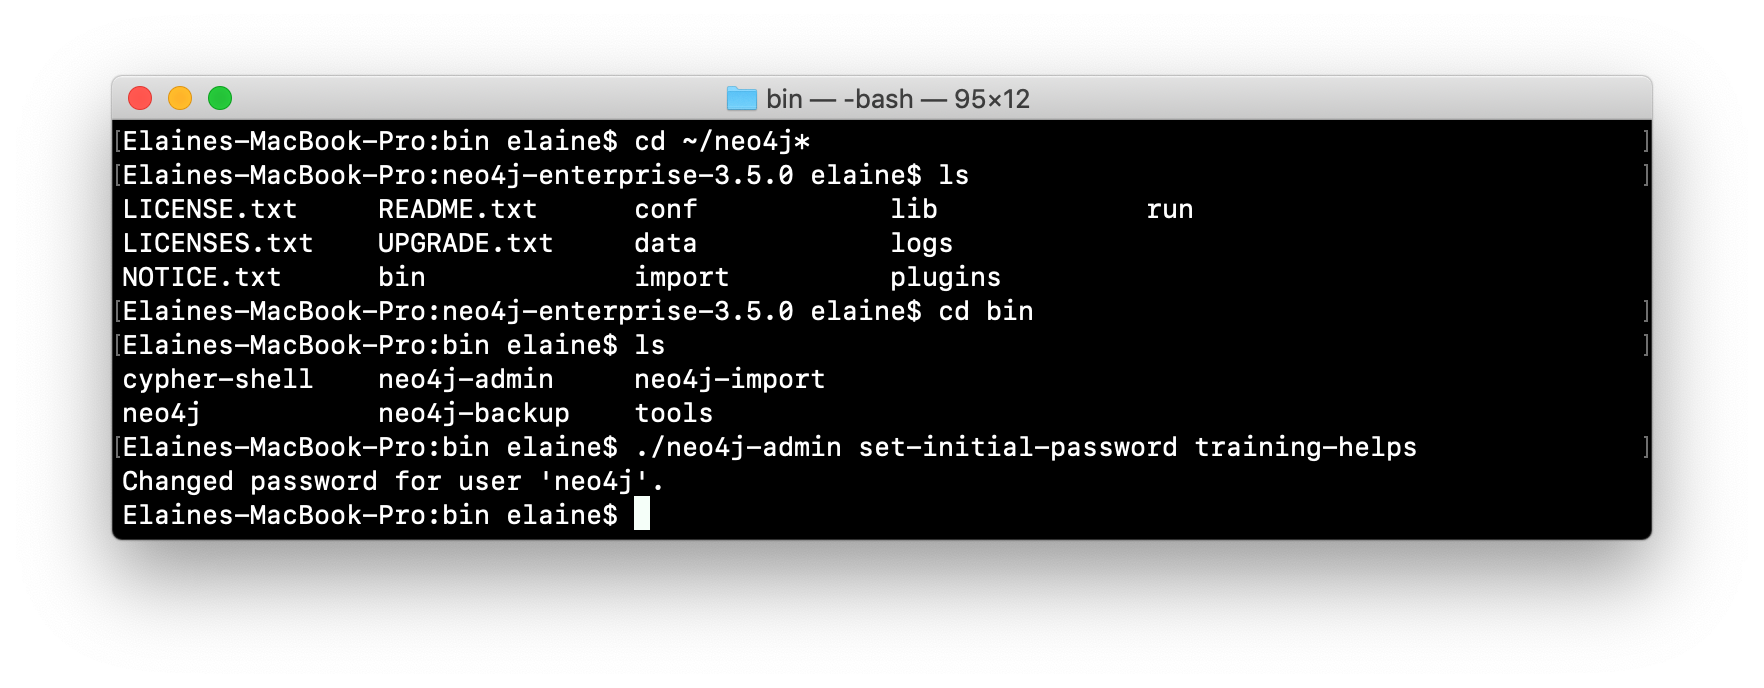 bin — -bash — 95×12
[Elaines-MacBook-Pro:bin elaine$ cd ~/neo4j* ]
[Elaines-MacBook-Pro:neo4j-enterprise-3.5.0 elaine$ ls ]
LICENSE.txt README.txt conf lib run
LICENSES.txt UPGRADE.txt data logs
NOTICE.txt bin import plugins
[Elaines-MacBook-Pro:neo4j-enterprise-3.5.0 elaine$ cd bin ]
[Elaines-MacBook-Pro:bin elaine$ ls ]
cypher-shell neo4j-admin neo4j-import
neo4j neo4j-backup tools
[Elaines-MacBook-Pro:bin elaine$ ./neo4j-admin set-initial-password training-helps ]
Changed password for user 'neo4j'.
Elaines-MacBook-Pro:bin elaine$